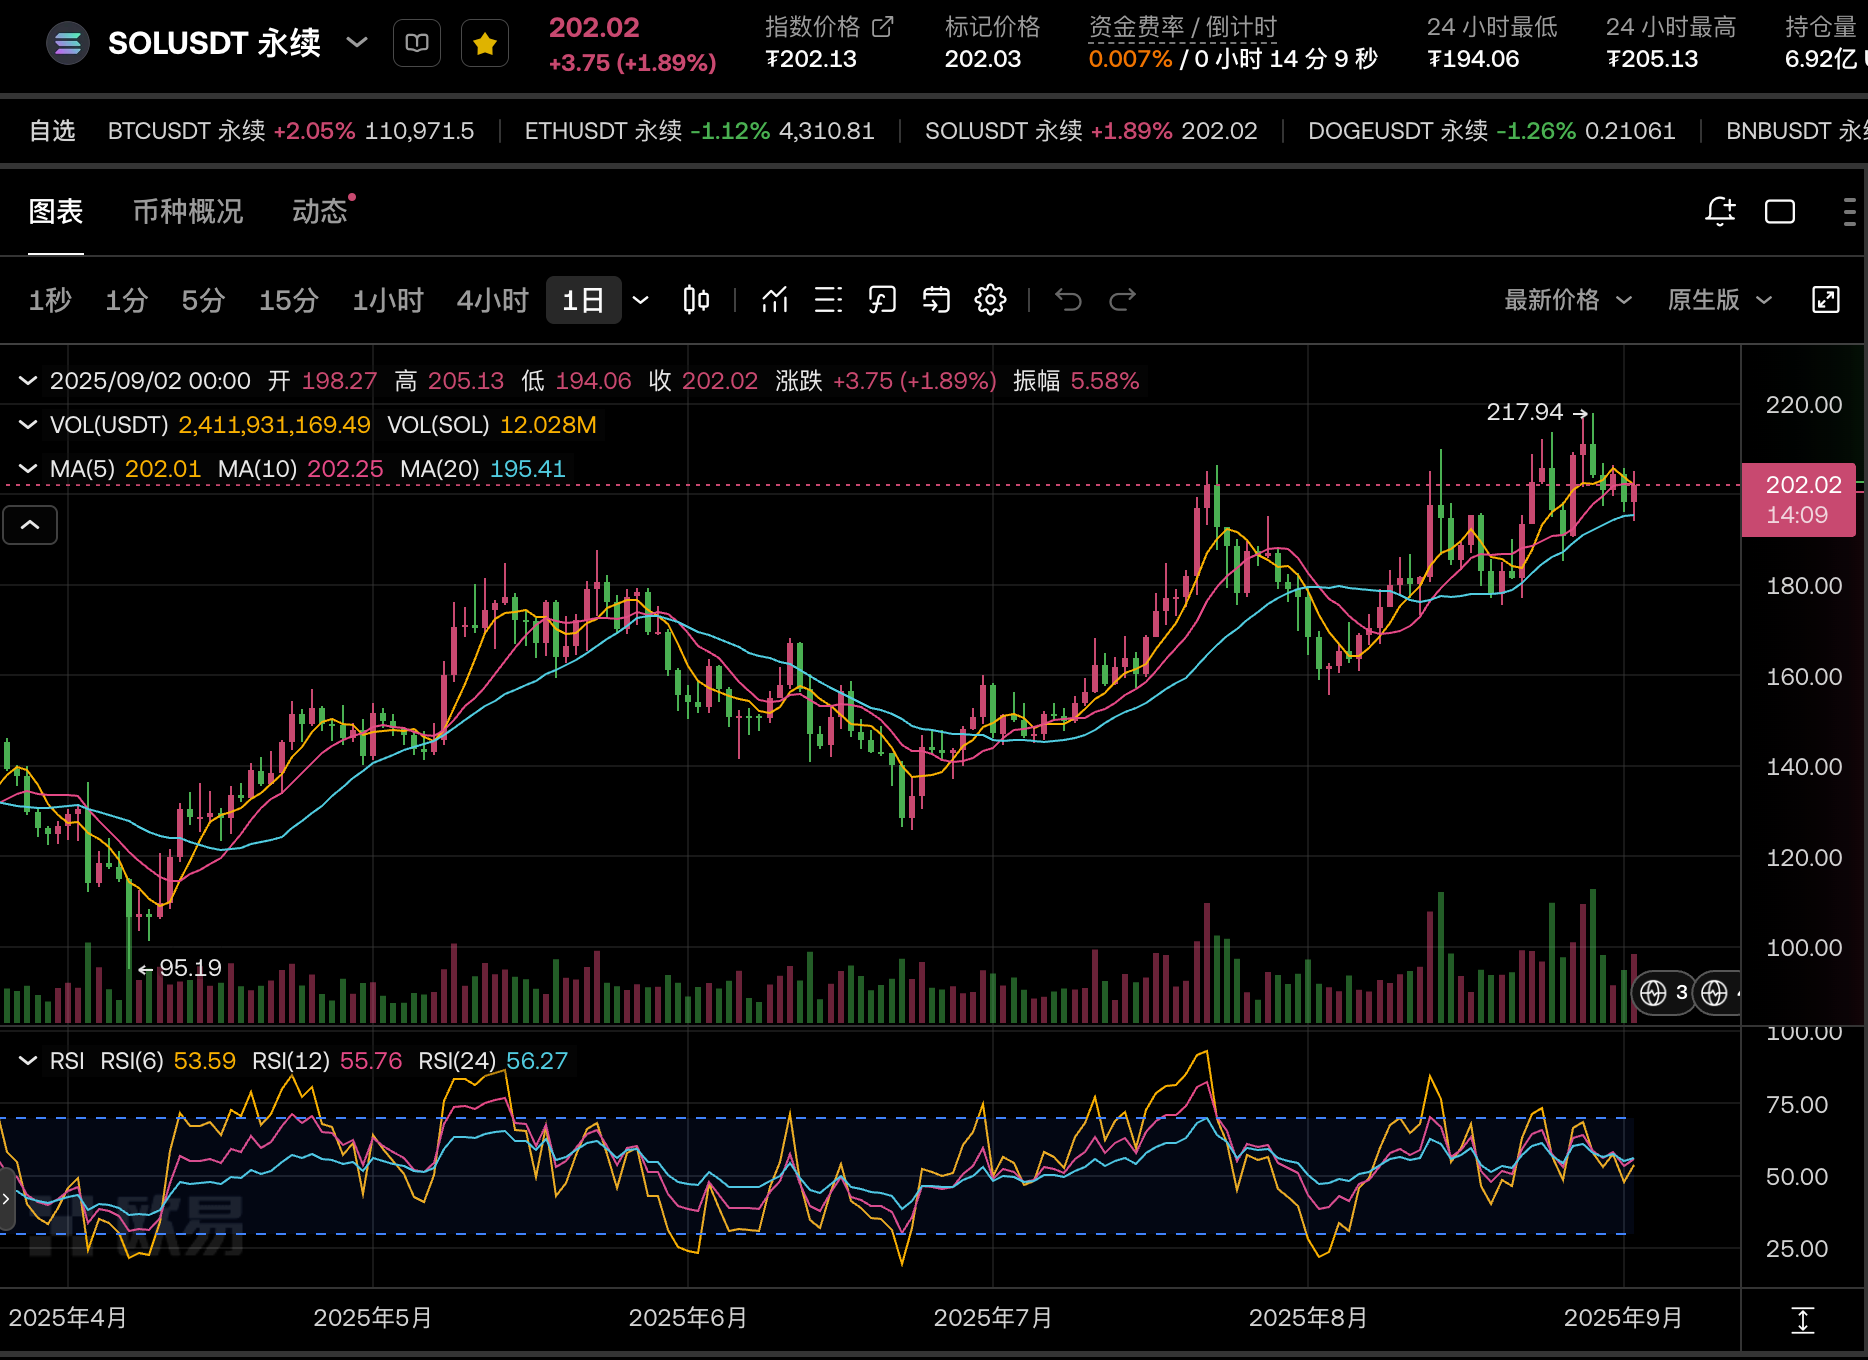 SOLUSDT 永续
202.02
+3.75 (+1.89%)
指数价格
₮202.13
标记价格
202.03
资金费率 / 倒计时
0.007% / 0 小时 14 分 9 秒
24 小时最低
₮194.06
24 小时最高
₮205.13
持仓量
6.92亿
自选 BTCUSDT 永续 +2.05% 110,971.5 ETHUSDT 永续 -1.12% 4,310.81 SOLUSDT 永续 +1.89% 202.02 DOGEUSDT 永续 -1.26% 0.21061 BNBUSDT 永续
图表 币种概况 动态
1秒 1分 5分 15分 1小时 4小时 1日 最新价格 原生版
2025/09/02 00:00 开 198.27 高 205.13 低 194.06 收 202.02 涨跌 +3.75 (+1.89%) 振幅 5.58%
VOL(USDT) 2,411,931,169.49 VOL(SOL) 12.028M
MA(5) 202.01 MA(10) 202.25 MA(20) 195.41
217.94
95.19
220.00
202.02
14:09
180.00
160.00
140.00
120.00
100.00
3
RSI RSI(6) 53.59 RSI(12) 55.76 RSI(24) 56.27
100.00
75.00
50.00
25.00
欧易
2025年4月 2025年5月 2025年6月 2025年7月 2025年8月 2025年9月